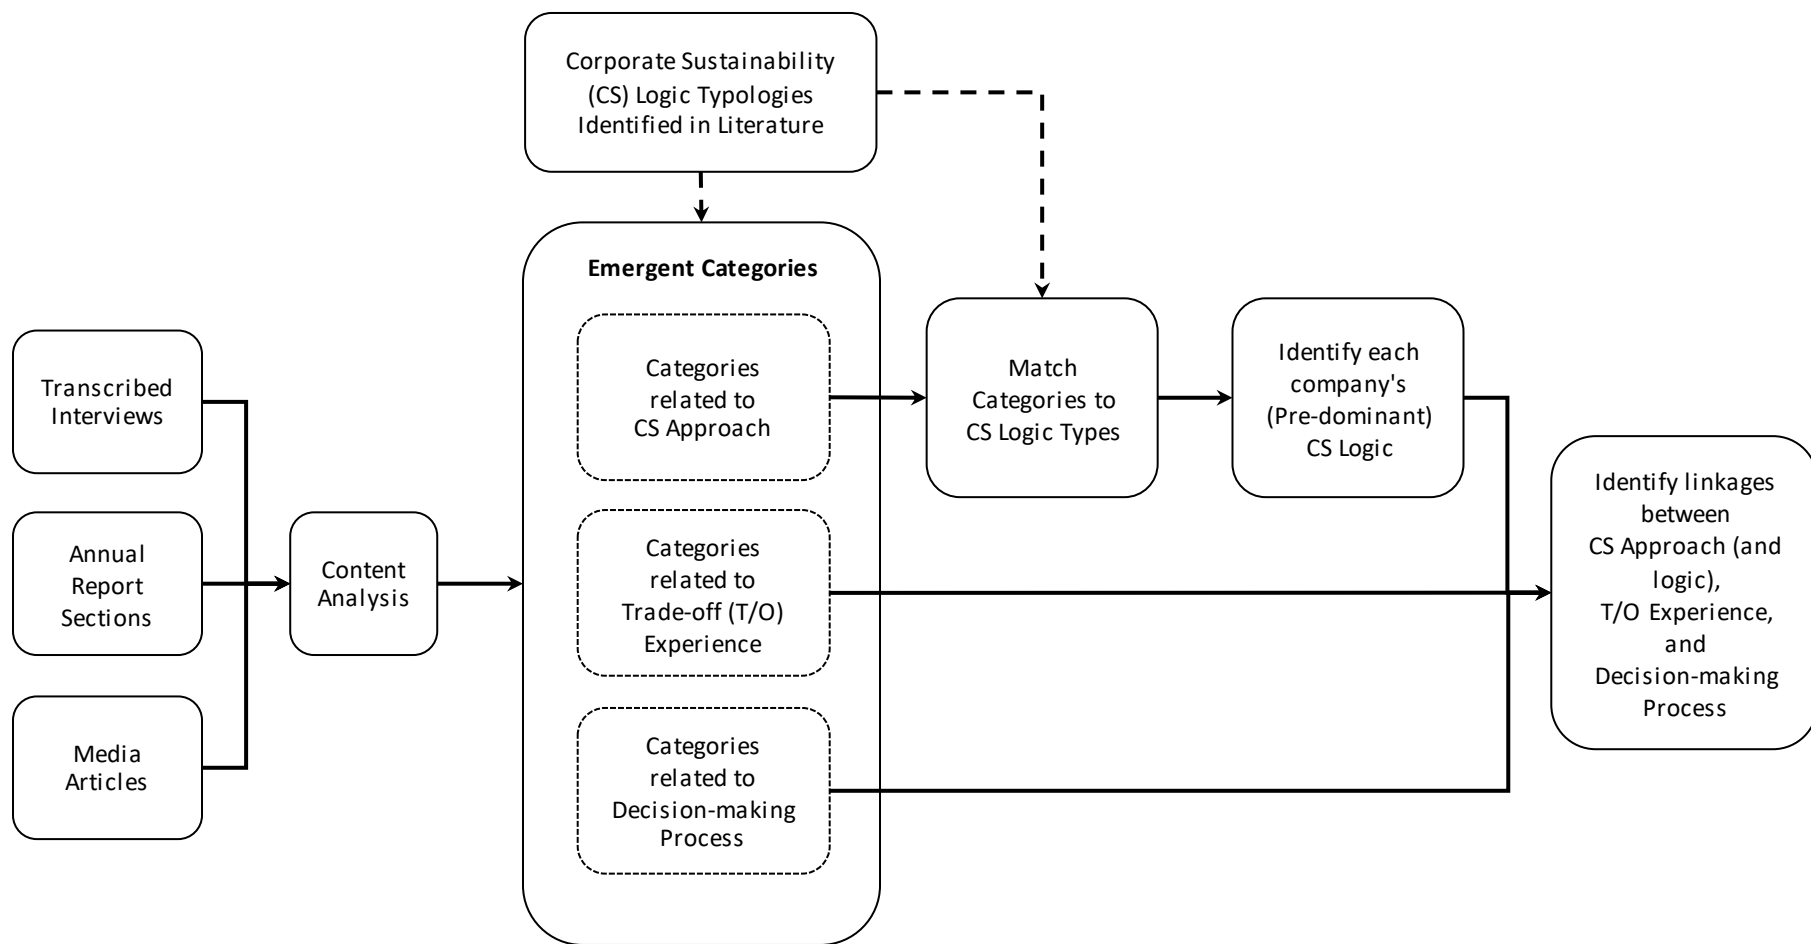 Corporate Sustainability
(CS) Logic Typologies
Identified in Literature
Emergent Categories
Transcribed
Interviews
Annual
Report
Sections
Media
Articles
Content
Analysis
Categories
related to
CS Approach
Categories
related to
Trade-off (T/O)
Experience
Categories
related to
Decision-making
Process
Match
Categories to
CS Logic Types
Identify each
company's
(Pre-dominant)
CS Logic
Identify linkages
between
CS Approach (and
logic),
T/O Experience,
and
Decision-making
Process